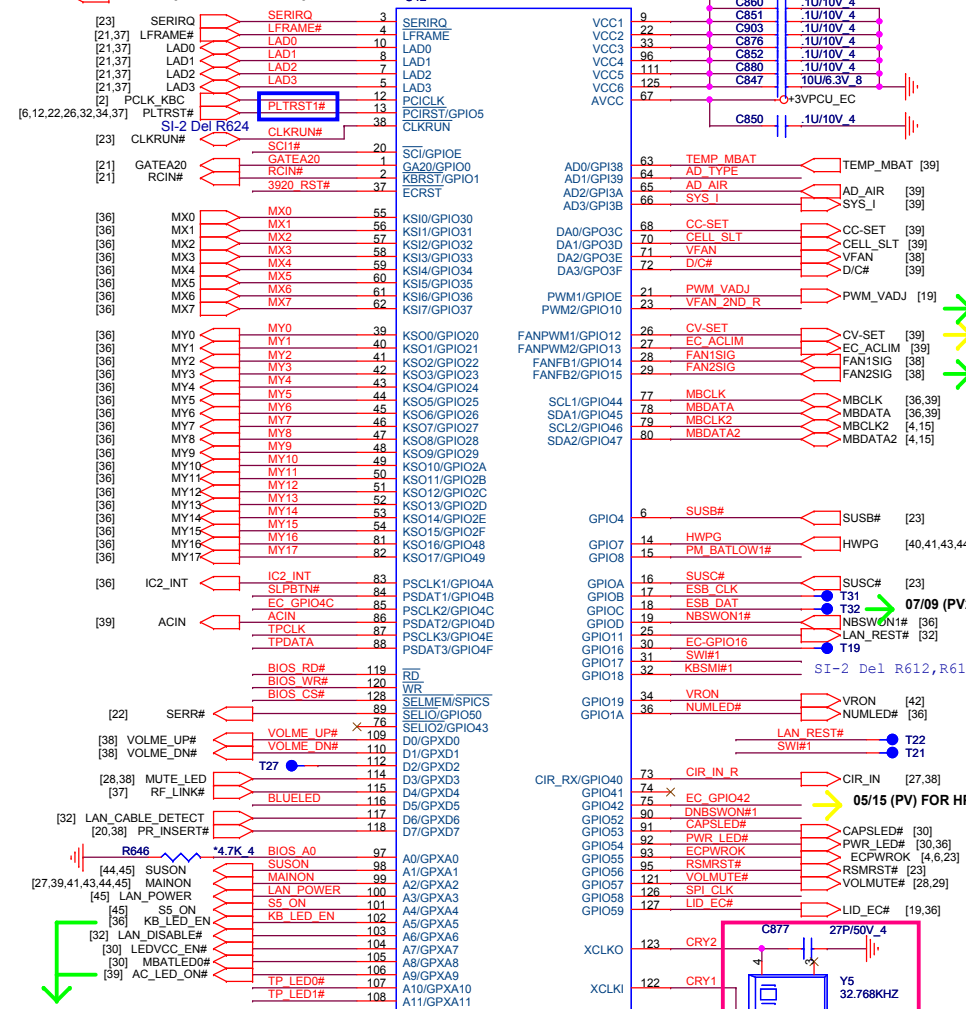 C860 .1U/10V_4
C851 .1U/10V_4
C903 .1U/10V_4
C876 .1U/10V_4
C852 .1U/10V_4
C880 .1U/10V_4
C847 10U/6.3V_8
+3VPCU_EC
C850 .1U/10V_4
[23] SERIRQ SERIRQ 3 SERIRQ
[21,37] LFRAME# LFRAME# 4 LFRAME
[21,37] LAD0 LAD0 10 LAD0
[21,37] LAD1 LAD1 8 LAD1
[21,37] LAD2 LAD2 7 LAD2
[21,37] LAD3 LAD3 5 LAD3
[2] PCLK_KBC 12 PCICLK
[6,12,22,26,32,34,37] PLTRST# PLTRST1# 13 PCIRST/GPIO5
SI-2 Del R624
[23] CLKRUN# CLKRUN# 38 CLKRUN
SCI1# 20 SCI/GPIOE
[21] GATEA20 GATEA20 1 GA20/GPIO0
[21] RCIN# RCIN# 2 KBRST/GPIO1
3920_RST# 37 ECRST
[36] MX0 MX0 55 KSI0/GPIO30
[36] MX1 MX1 56 KSI1/GPIO31
[36] MX2 MX2 57 KSI2/GPIO32
[36] MX3 MX3 58 KSI3/GPIO33
[36] MX4 MX4 59 KSI4/GPIO34
[36] MX5 MX5 60 KSI5/GPIO35
[36] MX6 MX6 61 KSI6/GPIO36
[36] MX7 MX7 62 KSI7/GPIO37
[36] MY0 MY0 39 KSO0/GPIO20
[36] MY1 MY1 40 KSO1/GPIO21
[36] MY2 MY2 41 KSO2/GPIO22
[36] MY3 MY3 42 KSO3/GPIO23
[36] MY4 MY4 43 KSO4/GPIO24
[36] MY5 MY5 44 KSO5/GPIO25
[36] MY6 MY6 45 KSO6/GPIO26
[36] MY7 MY7 46 KSO7/GPIO27
[36] MY8 MY8 47 KSO8/GPIO28
[36] MY9 MY9 48 KSO9/GPIO29
[36] MY10 MY10 49 KSO10/GPIO2A
[36] MY11 MY11 50 KSO11/GPIO2B
[36] MY12 MY12 51 KSO12/GPIO2C
[36] MY13 MY13 52 KSO13/GPIO2D
[36] MY14 MY14 53 KSO14/GPIO2E
[36] MY15 MY15 54 KSO15/GPIO2F
[36] MY16 MY16 81 KSO16/GPIO48
[36] MY17 MY17 82 KSO17/GPIO49
[36] IC2_INT IC2_INT 83 PSCLK1/GPIO4A
SLPBTN# 84 PSDAT1/GPIO4B
EC_GPIO4C 85 PSCLK2/GPIO4C
[39] ACIN ACIN 86 PSDAT2/GPIO4D
TPCLK 87 PSCLK3/GPIO4E
TPDATA 88 PSDAT3/GPIO4F
BIOS_RD# 119 RD
BIOS_WR# 120 WR
BIOS_CS# 128 SELMEM/SPICS
[22] SERR# 89 SELIO/GPIO50
76 SELIO2/GPIO43
[38] VOLME_UP# VOLME_UP# 109 D0/GPXD0
[38] VOLME_DN# VOLME_DN# 110 D1/GPXD1
T27 112 D2/GPXD2
[28,38] MUTE_LED 114 D3/GPXD3
[37] RF_LINK# 115 D4/GPXD4
BLUELED 116 D5/GPXD5
[32] LAN_CABLE_DETECT 117 D6/GPXD6
[20,38] PR_INSERT# 118 D7/GPXD7
R646 *4.7K_4 BIOS_A0 97 A0/GPXA0
[44,45] SUSON SUSON 98 A1/GPXA1
[27,39,41,43,44,45] MAINON MAINON 99 A2/GPXA2
[45] LAN_POWER LAN_POWER 100 A3/GPXA3
[45] S5_ON S5_ON 101 A4/GPXA4
[36] KB_LED_EN KB_LED_EN 102 A5/GPXA5
[32] LAN_DISABLE# 103 A6/GPXA6
[30] LEDVCC_EN# 104 A7/GPXA7
[30] MBATLED0# 105 A8/GPXA8
[39] AC_LED_ON# 106 A9/GPXA9
TP_LED0# 107 A10/GPXA10
TP_LED1# 108 A11/GPXA11
VCC1 9
VCC2 22
VCC3 33
VCC4 96
VCC5 111
VCC6 125
AVCC 67
AD0/GPI38 63 TEMP_MBAT TEMP_MBAT [39]
AD1/GPI39 64 AD_TYPE
AD2/GPI3A 65 AD_AIR AD_AIR [39]
AD3/GPI3B 66 SYS_I SYS_I [39]
DA0/GPO3C 68 CC-SET CC-SET [39]
DA1/GPO3D 70 CELL_SLT CELL_SLT [39]
DA2/GPO3E 71 VFAN VFAN [38]
DA3/GPO3F 72 D/C# D/C# [39]
PWM1/GPIOE 21 PWM_VADJ PWM_VADJ [19]
PWM2/GPIO10 23 VFAN_2ND_R
FANPWM1/GPIO12 26 CV-SET CV-SET [39]
FANPWM2/GPIO13 27 EC_ACLIM EC_ACLIM [39]
FANFB1/GPIO14 28 FAN1SIG FAN1SIG [38]
FANFB2/GPIO15 29 FAN2SIG FAN2SIG [38]
SCL1/GPIO44 77 MBCLK MBCLK [36,39]
SDA1/GPIO45 78 MBDATA MBDATA [36,39]
SCL2/GPIO46 79 MBCLK2 MBCLK2 [4,15]
SDA2/GPIO47 80 MBDATA2 MBDATA2 [4,15]
GPIO4 6 SUSB# SUSB# [23]
GPIO7 14 HWPG HWPG [40,41,43,44
GPIO8 15 PM_BATLOW1#
GPIOA 16 SUSC# SUSC# [23]
GPIOB 17 ESB_CLK T31
GPIOC 18 ESB_DAT T32 07/09 (PV
GPIOD 19 NBSWON1# NBSWON1# [36]
GPIO11 25 LAN_REST# [32]
GPIO16 30 EC-GPIO16 T19
GPIO17 31 SWI#1
GPIO18 32 KBSMI#1 SI-2 Del R612,R61
GPIO19 34 VRON VRON [42]
GPIO1A 36 NUMLED# NUMLED# [36]
LAN_REST# T22
SWI#1 T21
CIR_RX/GPIO40 73 CIR_IN_R CIR_IN [27,38]
GPIO41 74
GPIO42 75 EC_GPIO42 05/15 (PV) FOR HP
GPIO52 90 DNBSWON#1
GPIO53 91 CAPSLED# CAPSLED# [30]
GPIO54 92 PWR_LED# PWR_LED# [30,36]
GPIO55 93 ECPWROK ECPWROK [4,6,23]
GPIO56 95 RSMRST# RSMRST# [23]
GPIO57 121 VOLMUTE# VOLMUTE# [28,29]
GPIO58 126 SPI_CLK
GPIO59 127 LID_EC# LID_EC# [19,36]
C877 27P/50V_4
XCLKO 123 CRY2
4 3
Y5
32.768KHZ
XCLKI 122 CRY1